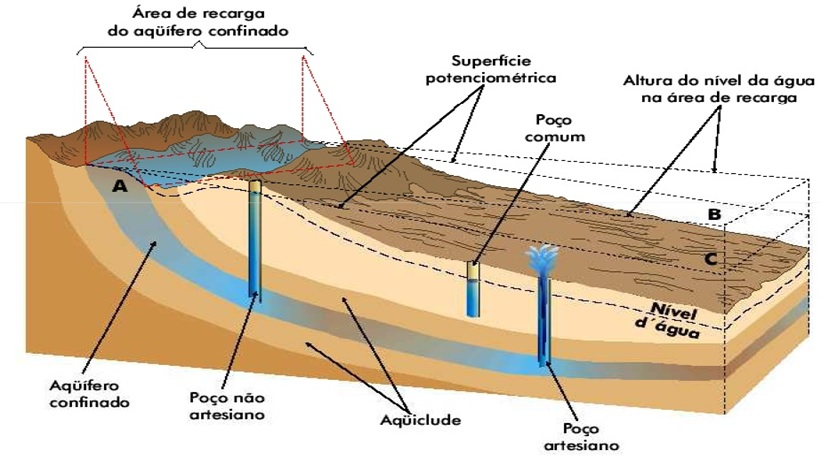 Área de recarga
do aqüífero confinado
Superfície
potenciométrica
Altura do nível da água
na área de recarga
Poço
comum
A
B
C
Nível
d´água
Aqüífero
confinado
Poço não
artesiano
Aqüiclude
Poço
artesiano